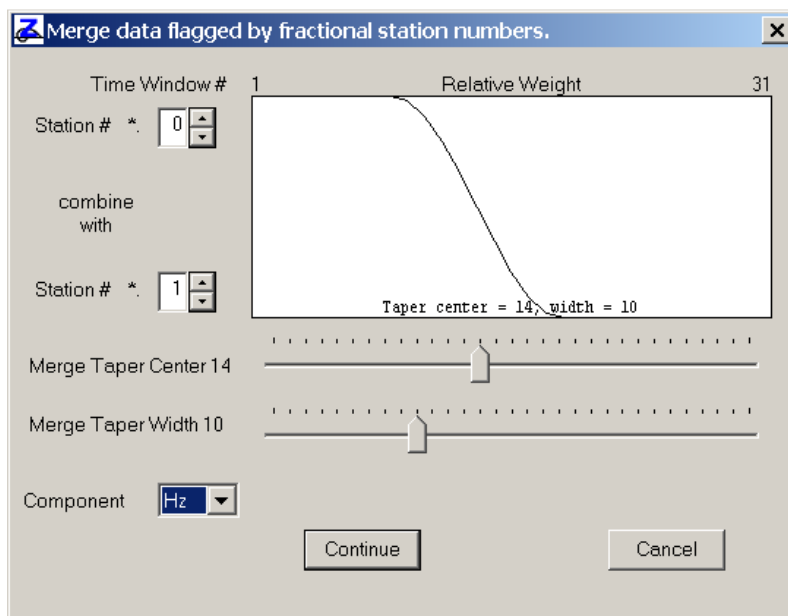 Merge data flagged by fractional station numbers.
Time Window # 1 Relative Weight 31
Station # *. 0
combine
with
Station # *. 1
Taper center = 14, width = 10
Merge Taper Center 14
Merge Taper Width 10
Component Hz
Continue Cancel